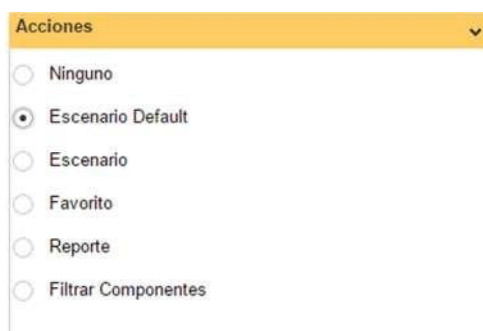 Acciones
Ninguno
Escenario Default
Escenario
Favorito
Reporte
Filtrar Componentes